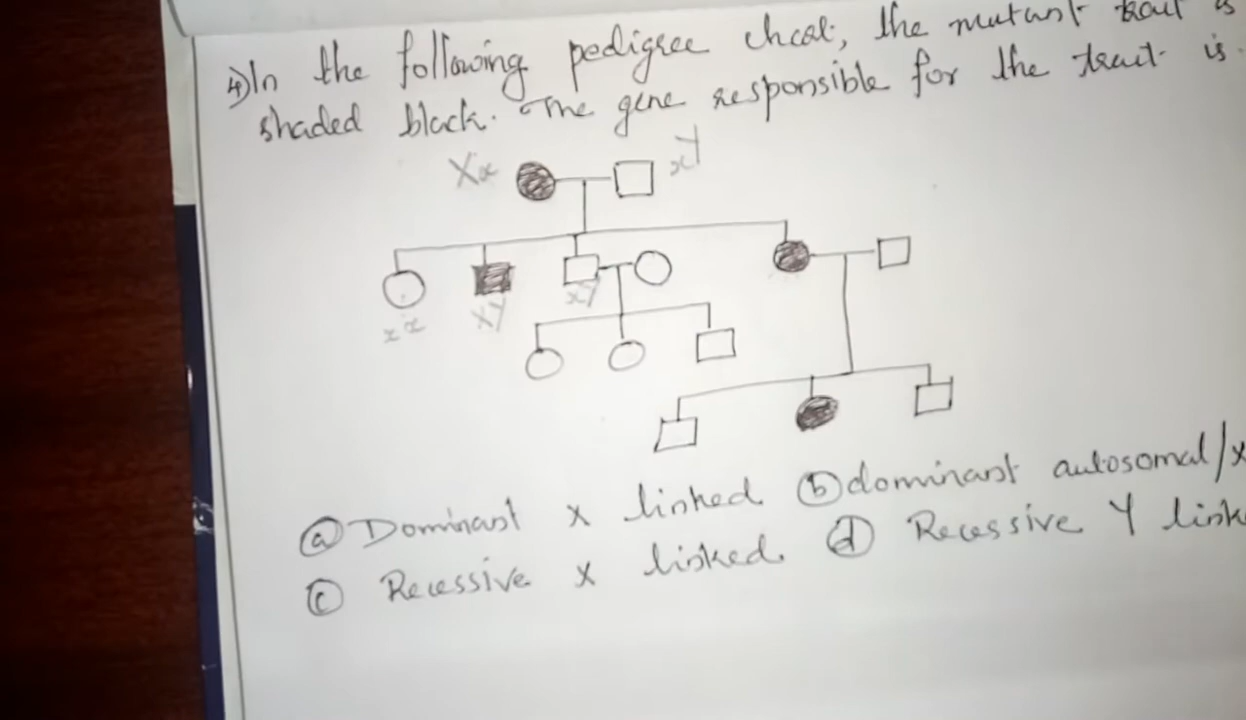 4) In the following pedigree chcat, the mutant trait is
shaded black. The gene responsible for the trait is.
Xx xY
xx XY xY
(a) Dominant x linked (b) dominant autosomal/x
(c) Recessive x linked. (d) Recessive Y link